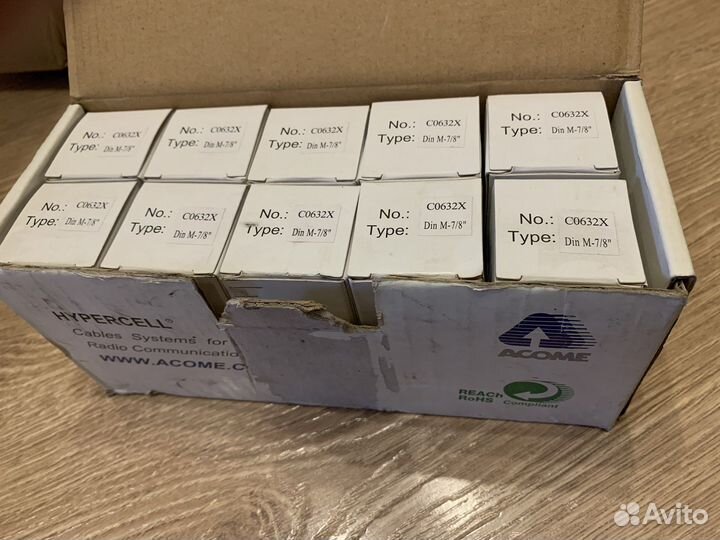 No.: C0632X
Type: Din M-7/8"
No.: C0632X
Type: Din M-7/8"
No.: C0632X
Type: Din M-7/8"
No.: C0632X
Type: Din M-7/8"
No.: C0632X
Type: Din M-7/8"
No.: C0632X
Type: Din M-7/8"
No.: C0632X
Type: Din M-7/8"
No.: C0632X
Type: Din M-7/8"
No.: C0632X
Type: Din M-7/8"
No.: C0632X
Type: Din M-7/8"
HYPERCELL®
Cables Systems for
Radio Communicatio
WWW.ACOME.C
ACOME
REACh
RoHS Compliant
Avito